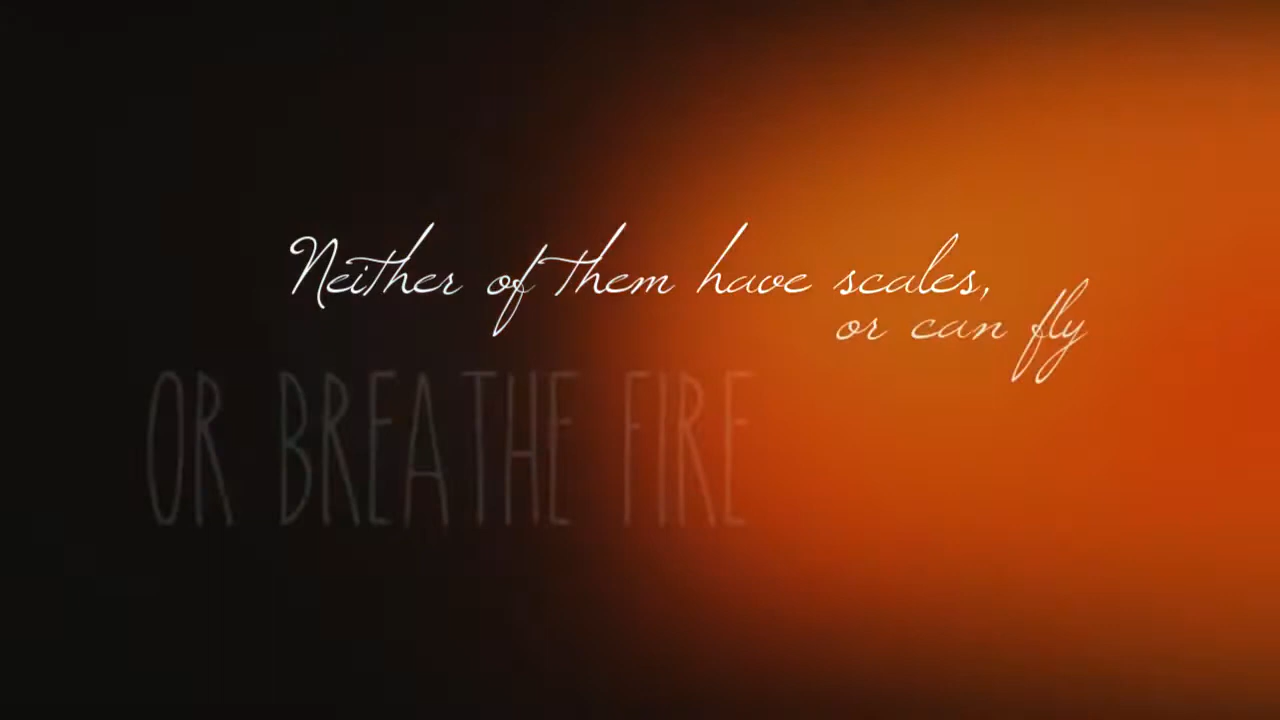 Neither of them have scales,
or can fly
OR BREATHE FIRE